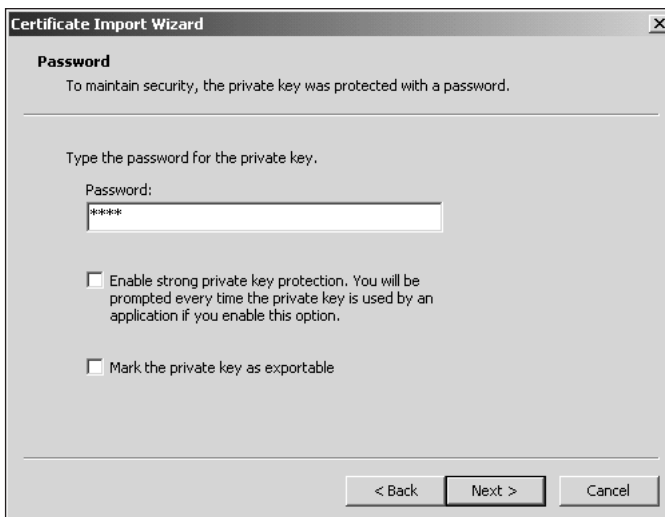 Certificate Import Wizard
Password
To maintain security, the private key was protected with a password.
Type the password for the private key.
Password:
****
Enable strong private key protection. You will be
prompted every time the private key is used by an
application if you enable this option.
Mark the private key as exportable
< Back Next > Cancel